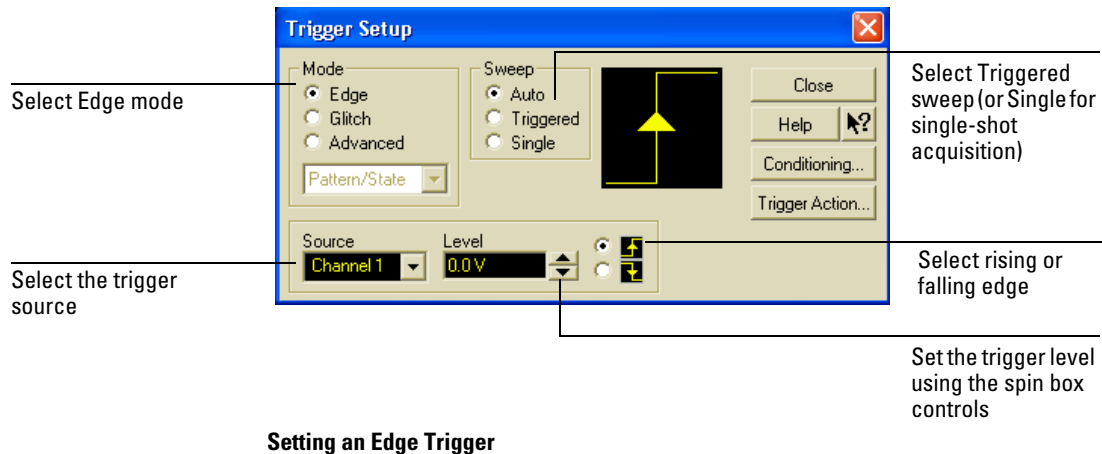 Trigger Setup
Mode
Edge
Glitch
Advanced
Pattern/State
Sweep
Auto
Triggered
Single
Close
Help
?
Conditioning...
Trigger Action...
Source
Channel 1
Level
0.0 V
Select Edge mode
Select the trigger
source
Select Triggered
sweep (or Single for
single-shot
acquisition)
Select rising or
falling edge
Set the trigger level
using the spin box
controls
Setting an Edge Trigger